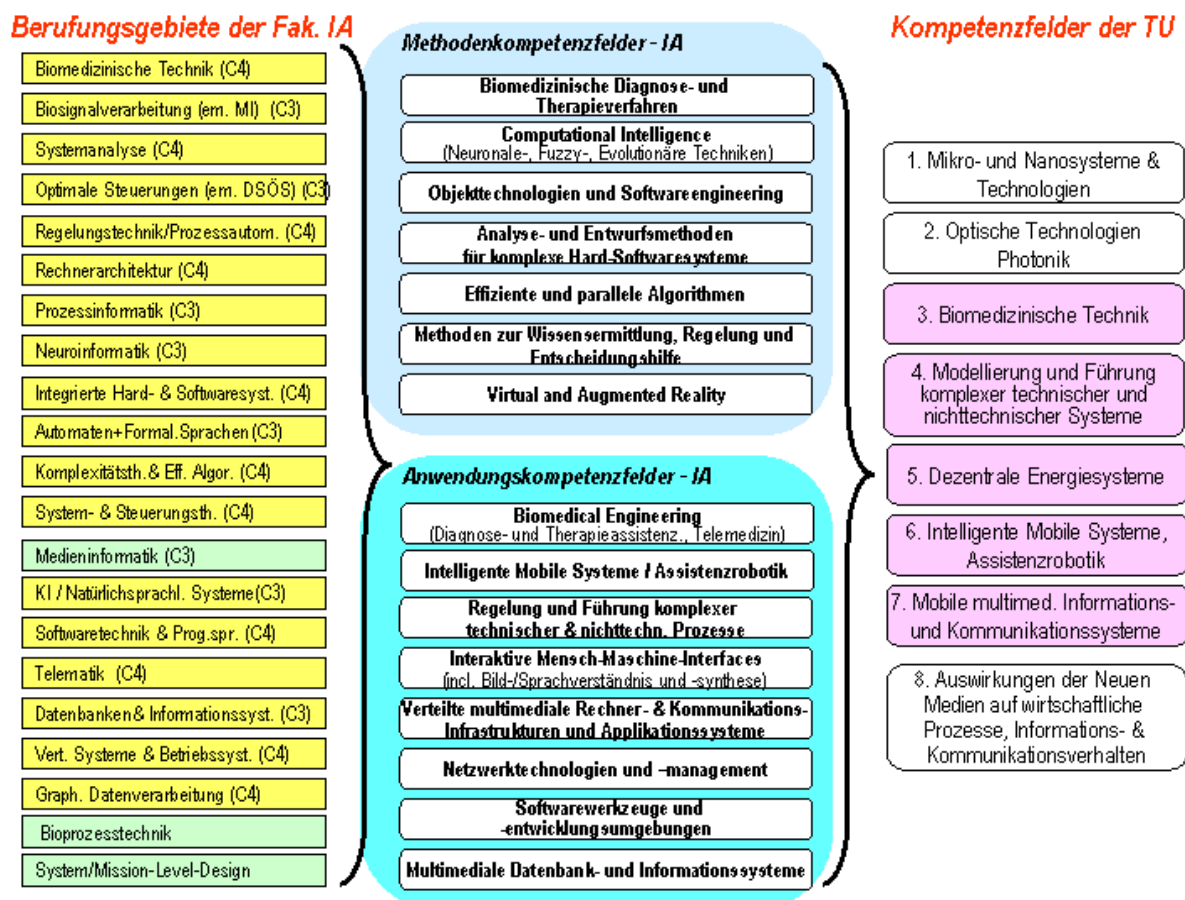 Berufungsgebiete der Fak. IA
Biomedizinische Technik (C4)
Biosignalverarbeitung (em. MI) (C3)
Systemanalyse (C4)
Optimale Steuerungen (em. DSÖS) (C3)
Regelungstechnik/Prozessautom. (C4)
Rechnerarchitektur (C4)
Prozessinformatik (C3)
Neuroinformatik (C3)
Integrierte Hard- & Softwaresyst. (C4)
Automaten+Formal.Sprachen(C3)
Komplexitätsth.& Eff. Algor. (C4)
System- & Steuerungsth. (C4)
Medieninformatik (C3)
KI / Natürlichsprachl. Systeme(C3)
Softwaretechnik & Prog.spr. (C4)
Telematik (C4)
Datenbanken& Informationssyst. (C3)
Vert. Systeme & Betriebssyst. (C4)
Graph. Datenverarbeitung (C4)
Bioprozesstechnik
System/Mission-Level-Design
Methodenkompetenzfelder - IA
Biomedizinische Diagnose- und
Therapieverfahren
Computational Intelligence
(Neuronale-, Fuzzy-, Evolutionäre Techniken)
Objekttechnologien und Softwareengineering
Analyse- und Entwurfsmethoden
für komplexe Hard-Softwaresysteme
Effiziente und parallele Algorithmen
Methoden zur Wissensermittlung, Regelung und
Entscheidungshilfe
Virtual and Augmented Reality
Anwendungskompetenzfelder - IA
Biomedical Engineering
(Diagnose- und Therapieassistenz., Telemedizin)
Intelligente Mobile Systeme / Assistenzrobotik
Regelung und Führung komplexer
technischer & nichttechn. Prozesse
Interaktive Mensch-Maschine-Interfaces
(incl. Bild-/Sprachverständnis und -synthese)
Verteilte multimediale Rechner- & Kommunikations-
Infrastrukturen und Applikationssysteme
Netzwerktechnologien und –management
Softwarewerkzeuge und
-entwicklungsumgebungen
Multimediale Datenbank- und Informationssysteme
Kompetenzfelder der TU
1. Mikro- und Nanosysteme &
Technologien
2. Optische Technologien
Photonik
3. Biomedizinische Technik
4. Modellierung und Führung
komplexer technischer und
nichttechnischer Systeme
5. Dezentrale Energiesysteme
6. Intelligente Mobile Systeme,
Assistenzrobotik
7. Mobile multimed. Informations-
und Kommunikationssysteme
8. Auswirkungen der Neuen
Medien auf wirtschaftliche
Prozesse, Informations- &
Kommunikationsverhalten